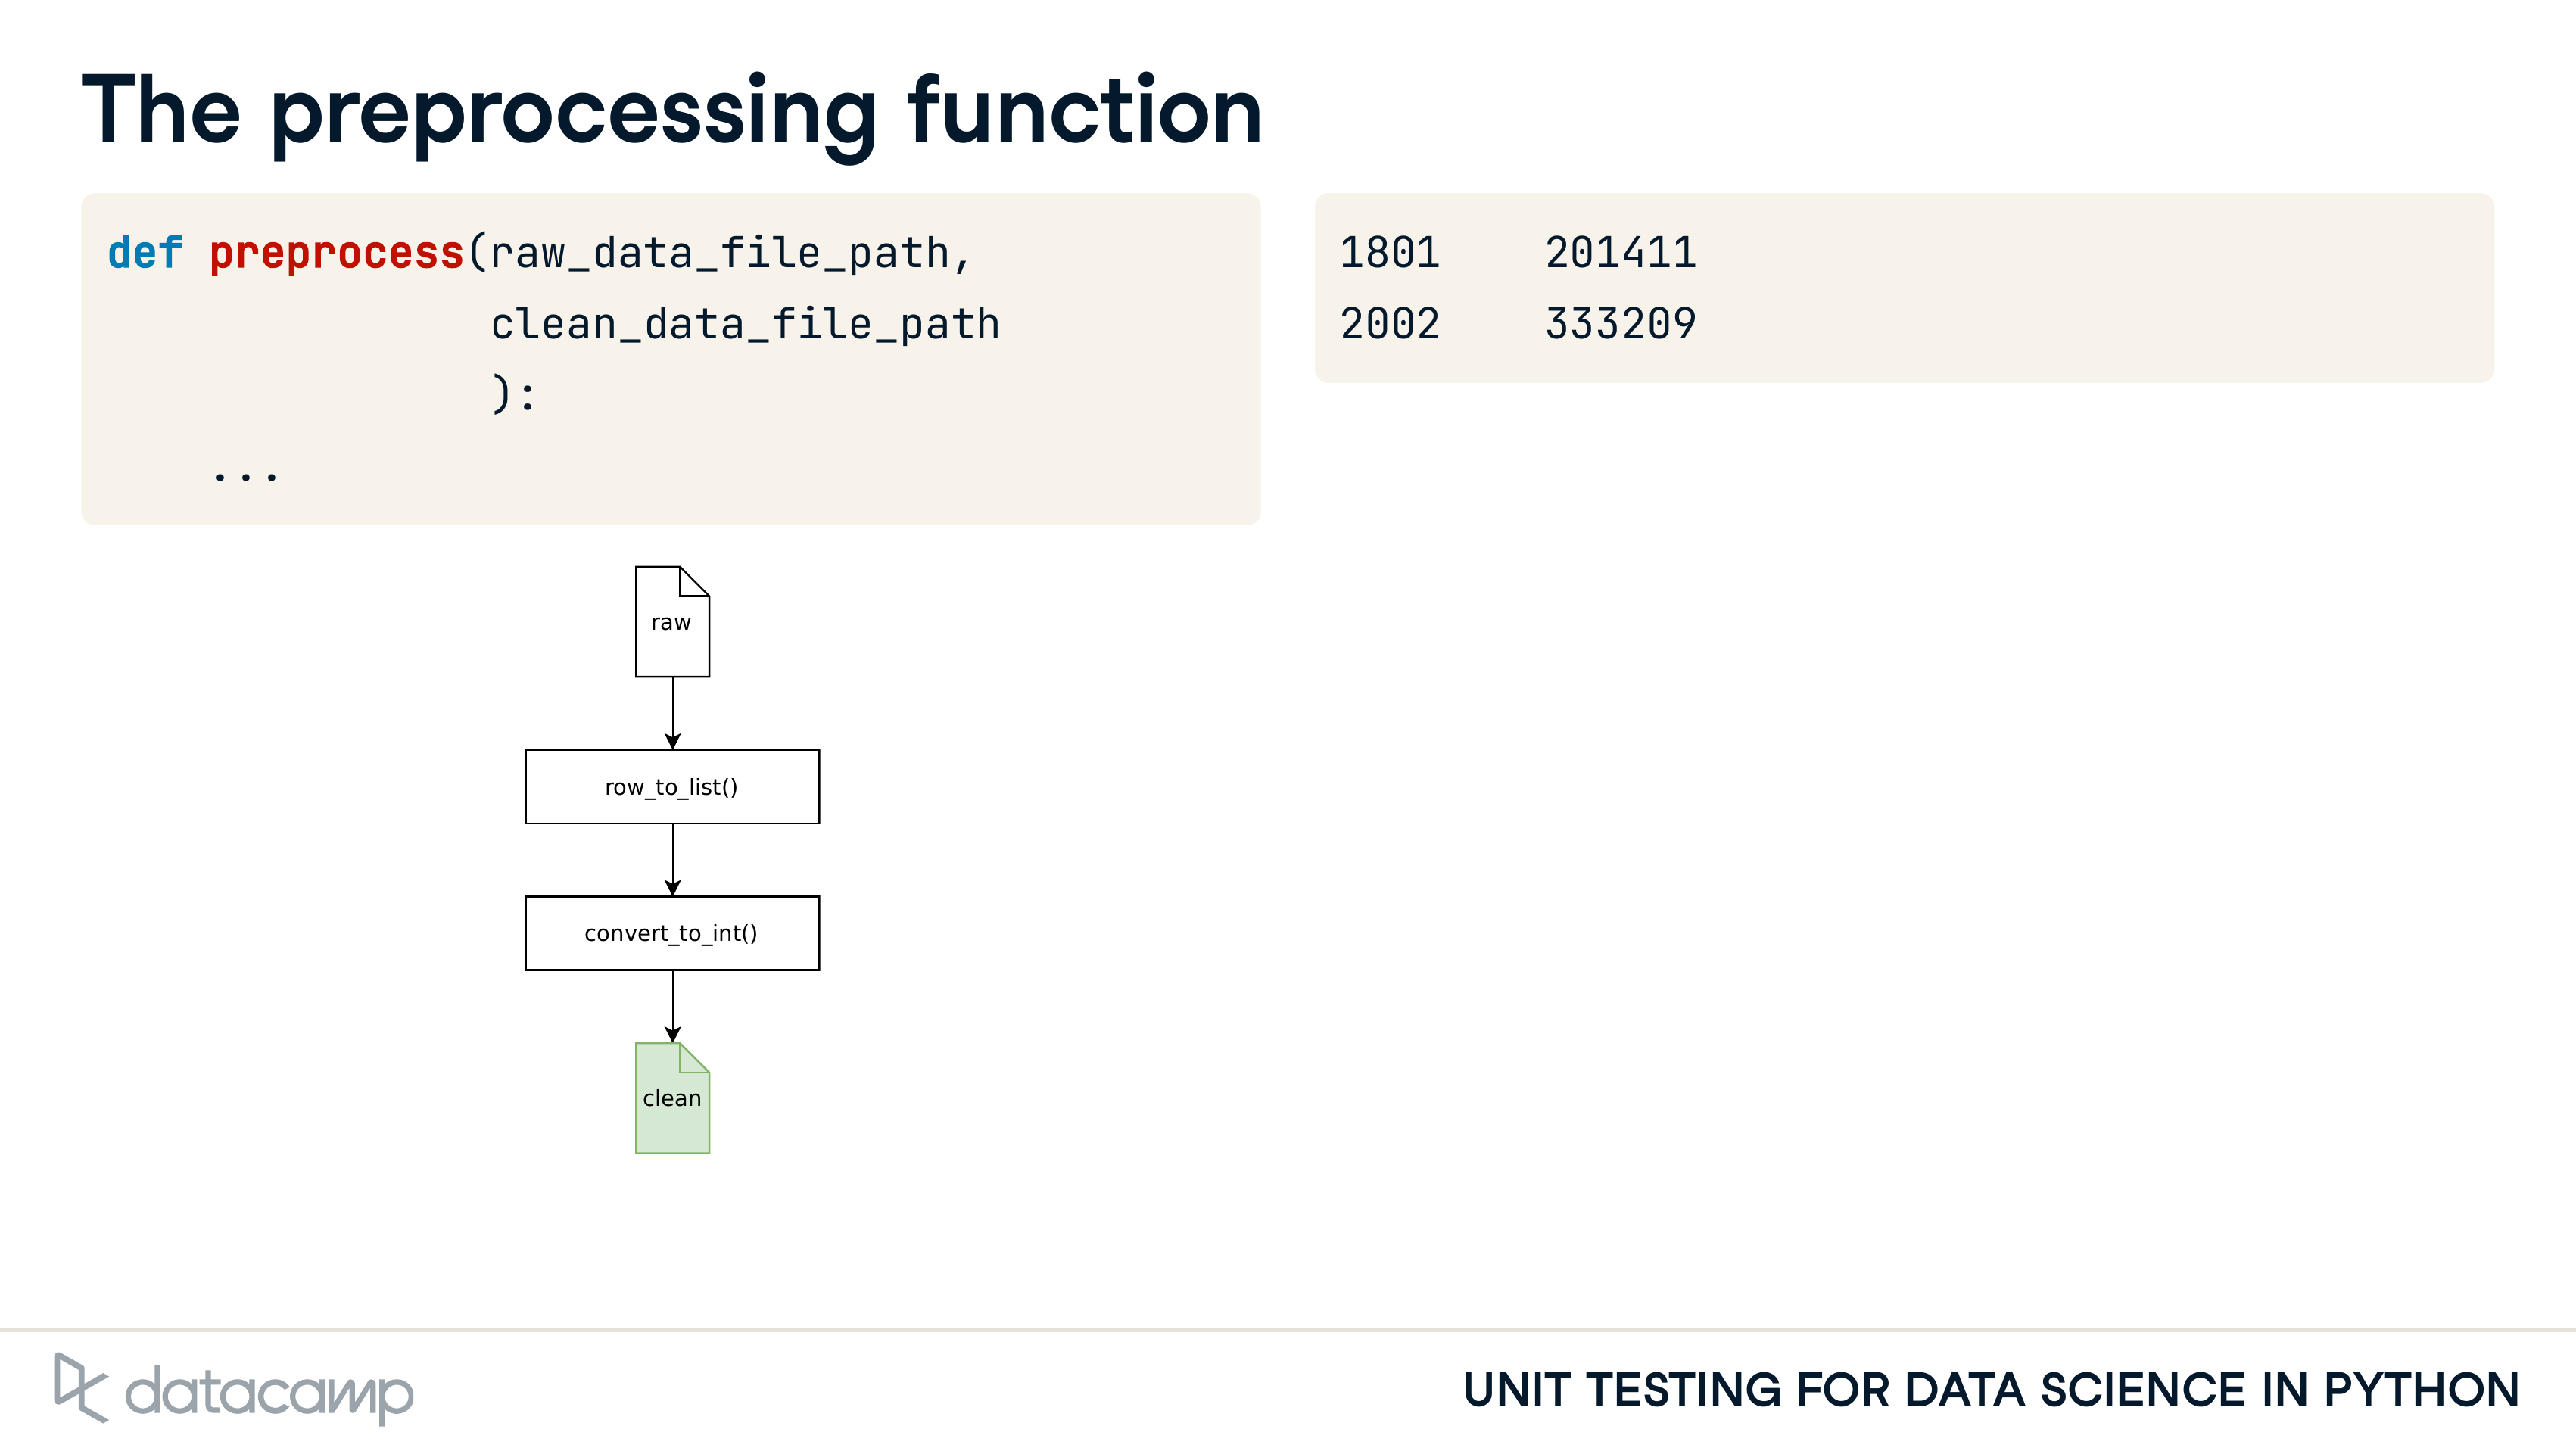 The preprocessing function
def preprocess(raw_data_file_path,
               clean_data_file_path
               ):
    ...
1801    201411
2002    333209
raw
row_to_list()
convert_to_int()
clean
datacamp
UNIT TESTING FOR DATA SCIENCE IN PYTHON